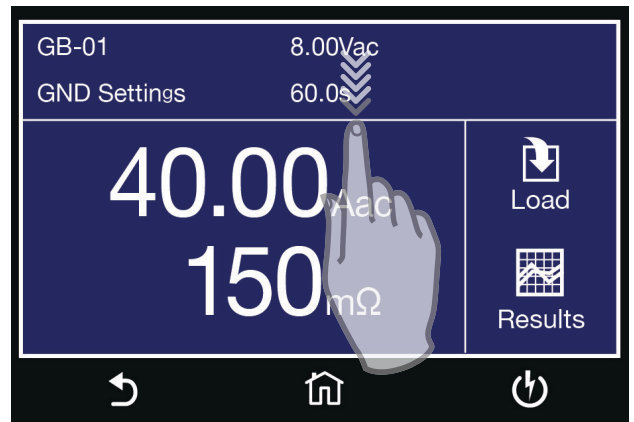 GB-01 8.00Vac
GND Settings 60.0s
40.00Aac
150mΩ
Load
Results